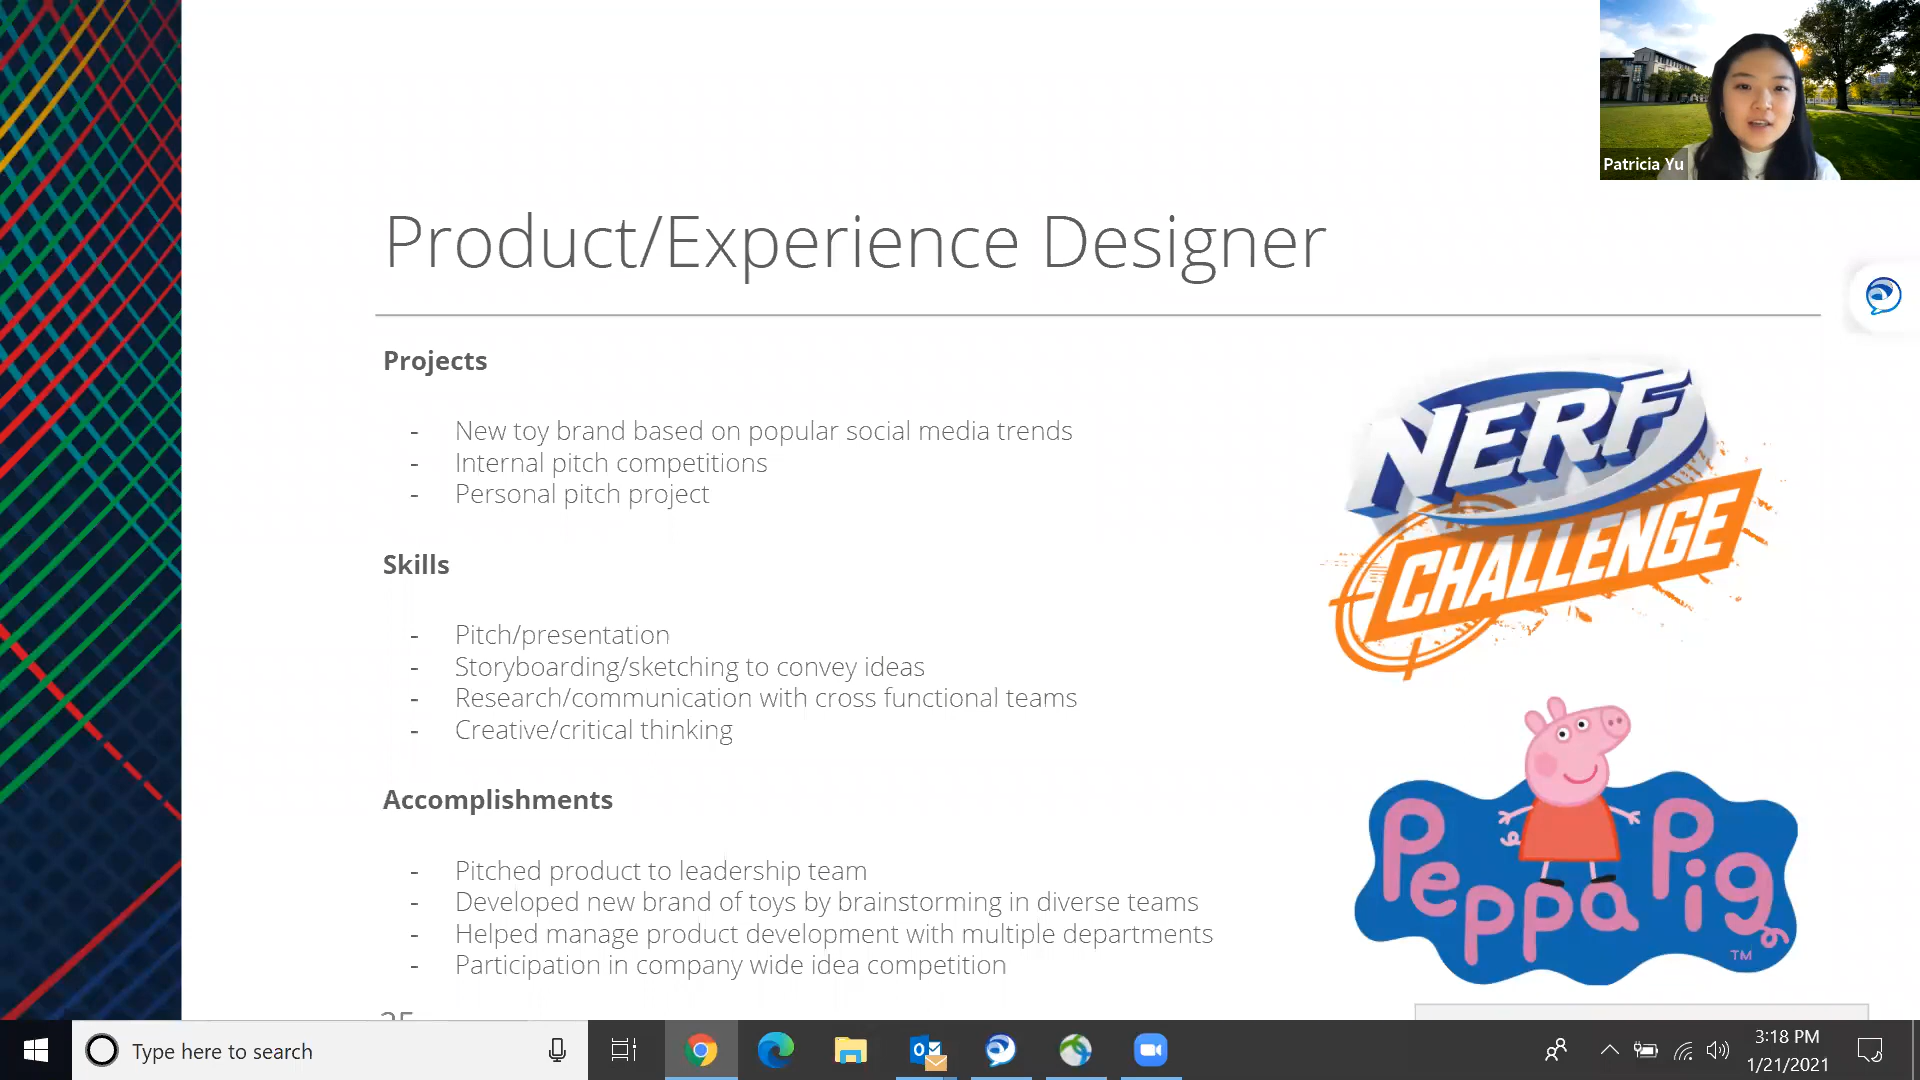 Patricia Yu
Product/Experience Designer
Projects
- New toy brand based on popular social media trends
- Internal pitch competitions
- Personal pitch project
Skills
- Pitch/presentation
- Storyboarding/sketching to convey ideas
- Research/communication with cross functional teams
- Creative/critical thinking
Accomplishments
- Pitched product to leadership team
- Developed new brand of toys by brainstorming in diverse teams
- Helped manage product development with multiple departments
- Participation in company wide idea competition
NERF
CHALLENGE
Peppa Pig
TM
Type here to search
3:18 PM
1/21/2021